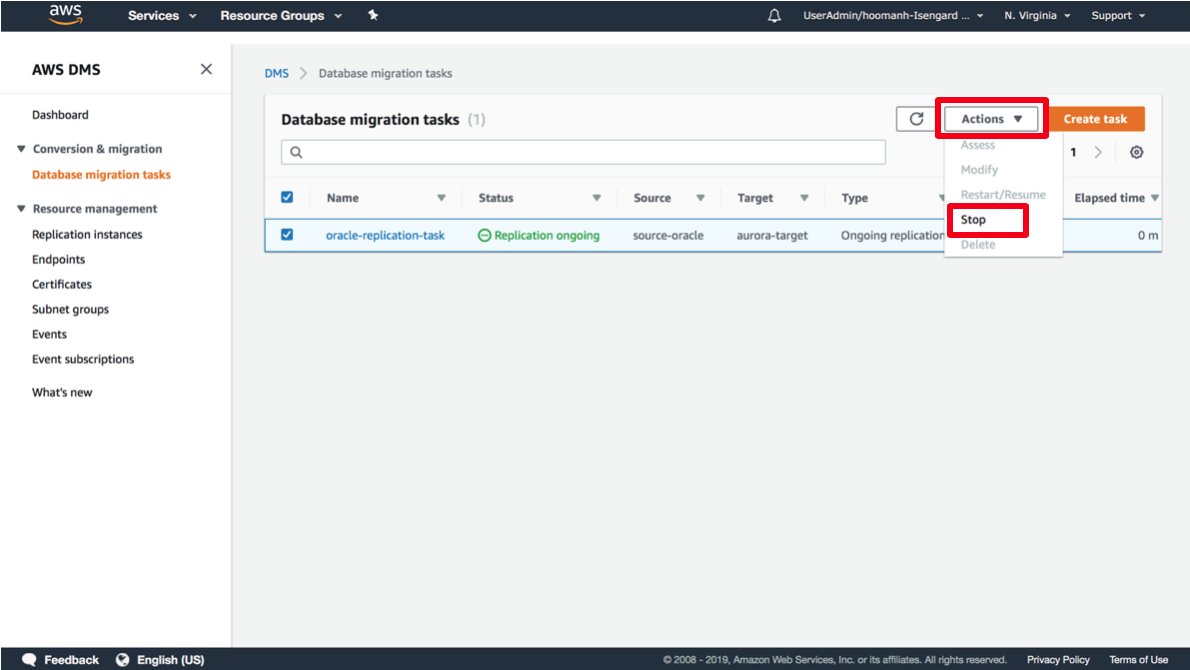 aws Services Resource Groups UserAdmin/hoomanh-Isengard ... N. Virginia Support
AWS DMS
Dashboard
Conversion & migration
Database migration tasks
Resource management
Replication instances
Endpoints
Certificates
Subnet groups
Events
Event subscriptions
What's new
DMS Database migration tasks
Database migration tasks (1)
Actions Create task
1
Assess
Modify
Restart/Resume
Stop
Delete
Name Status Source Target Type Elapsed time
oracle-replication-task Replication ongoing source-oracle aurora-target Ongoing replication 0 m
Feedback English (US) © 2008 - 2019, Amazon Web Services, Inc. or its affiliates. All rights reserved. Privacy Policy Terms of Use